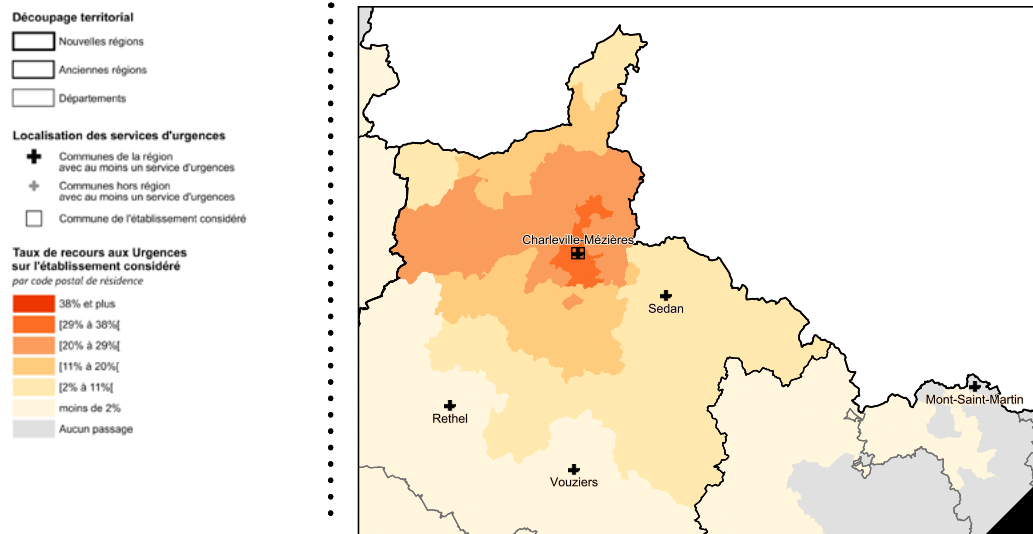 Découpage territorial
Nouvelles régions
Anciennes régions
Départements
Localisation des services d'urgences
Communes de la région
avec au moins un service d'urgences
Communes hors région
avec au moins un service d'urgences
Commune de l'établissement considéré
Taux de recours aux Urgences
sur l'établissement considéré
par code postal de résidence
38% et plus
[29% à 38%[
[20% à 29%[
[11% à 20%[
[2% à 11%[
moins de 2%
Aucun passage
Charleville-Mézières
Sedan
Mont-Saint-Martin
Rethel
Vouziers